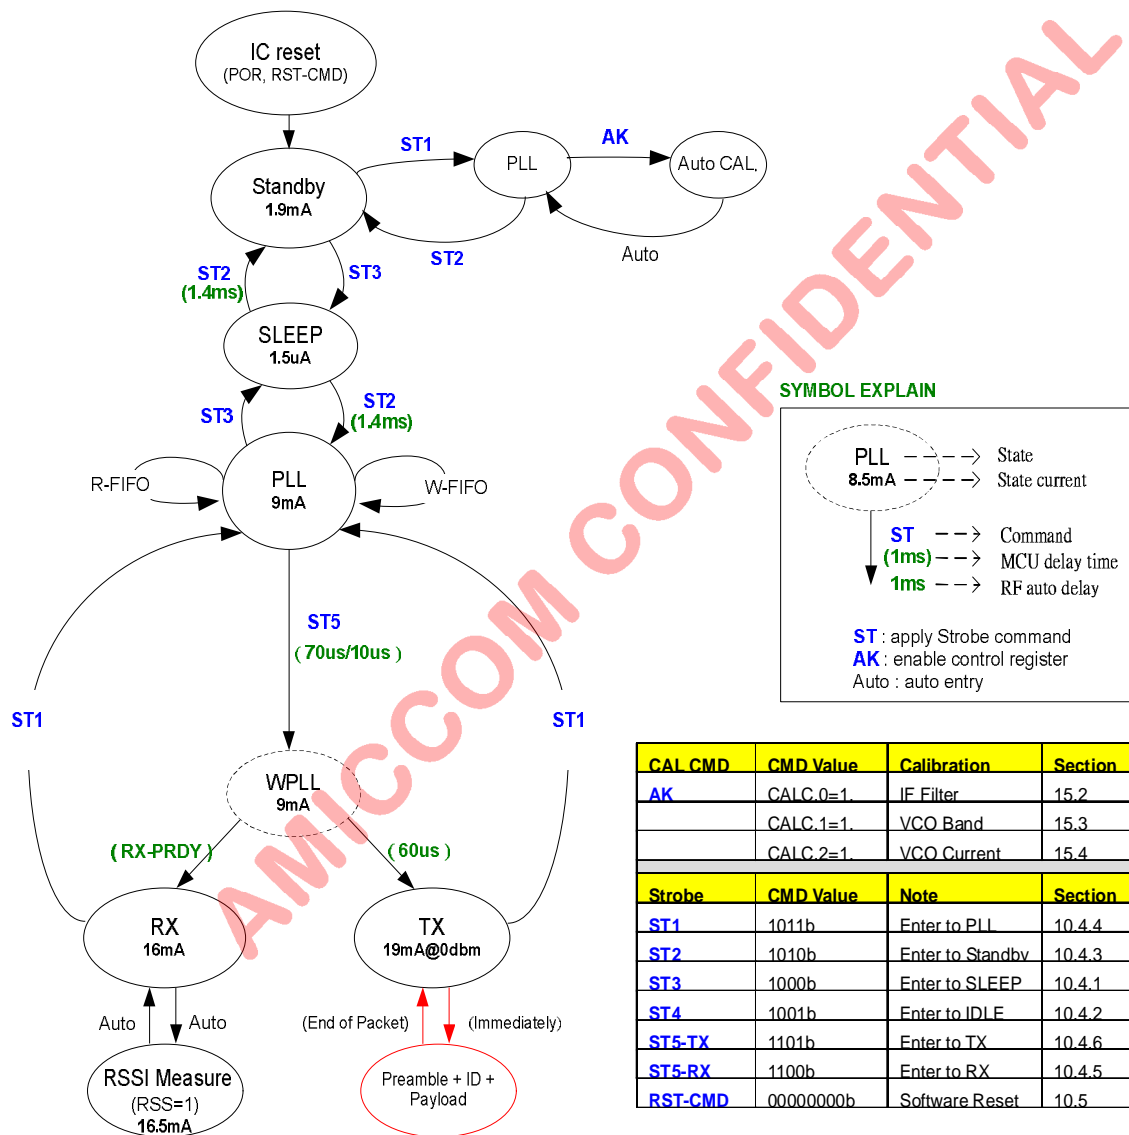 IC reset
(POR, RST-CMD)
ST1
AK
Standby
1.9mA
PLL
Auto CAL.
ST2
Auto
ST2
(1.4ms)
ST3
SLEEP
1.5uA
ST3
ST2
(1.4ms)
R-FIFO
PLL
9mA
W-FIFO
ST5
( 70us/10us )
ST1
ST1
WPLL
9mA
( RX-PRDY )
( 60us )
RX
16mA
TX
19mA@0dbm
Auto
Auto
(End of Packet)
(Immediately)
RSSI Measure
(RSS=1)
16.5mA
Preamble + ID +
Payload
SYMBOL EXPLAIN
PLL
8.5mA
State
State current
ST
(1ms)
1ms
Command
MCU delay time
RF auto delay
ST : apply Strobe command
AK : enable control register
Auto : auto entry
CAL CMD CMD Value Calibration Section
AK CALC.0=1. IF Filter 15.2
CALC.1=1. VCO Band 15.3
CALC.2=1. VCO Current 15.4
Strobe CMD Value Note Section
ST1 1011b Enter to PLL 10.4.4
ST2 1010b Enter to Standby 10.4.3
ST3 1000b Enter to SLEEP 10.4.1
ST4 1001b Enter to IDLE 10.4.2
ST5-TX 1101b Enter to TX 10.4.6
ST5-RX 1100b Enter to RX 10.4.5
RST-CMD 00000000b Software Reset 10.5
AMICCOM CONFIDENTIAL